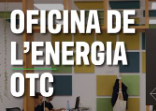 OFICINA DE
L'ENERGIA
OTC